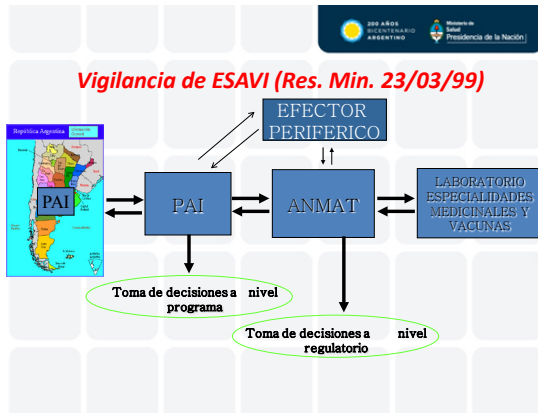 200 AÑOS
BICENTENARIO
ARGENTINO
Ministerio de
Salud
Presidencia de la Nación
Vigilancia de ESAVI (Res. Min. 23/03/99)
EFECTOR
PERIFERICO
República Argentina
PAI
PAI
ANMAT
LABORATORIO
ESPECIALIDADES
MEDICINALES Y
VACUNAS
Toma de decisiones a nivel
programa
Toma de decisiones a nivel
regulatorio